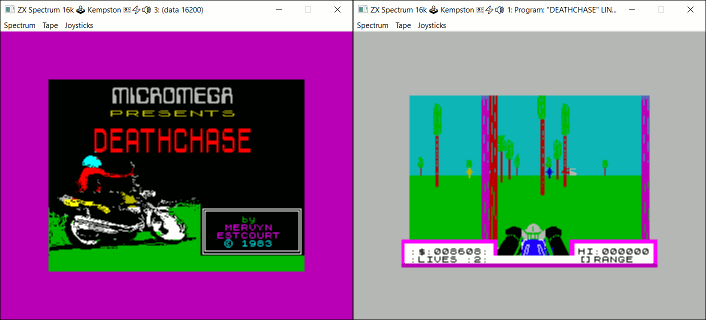 ZX Spectrum 16k Kempston 3: (data 16200)
Spectrum Tape Joysticks
MICROMEGA
PRESENTS
DEATHCHASE
by
MERVYN
ESTCOURT
© 1983
ZX Spectrum 16k Kempston 1: Program: "DEATHCHASE" LIN...
Spectrum Tape Joysticks
$:008608: HI:000000
:LIVES :2: []RANGE